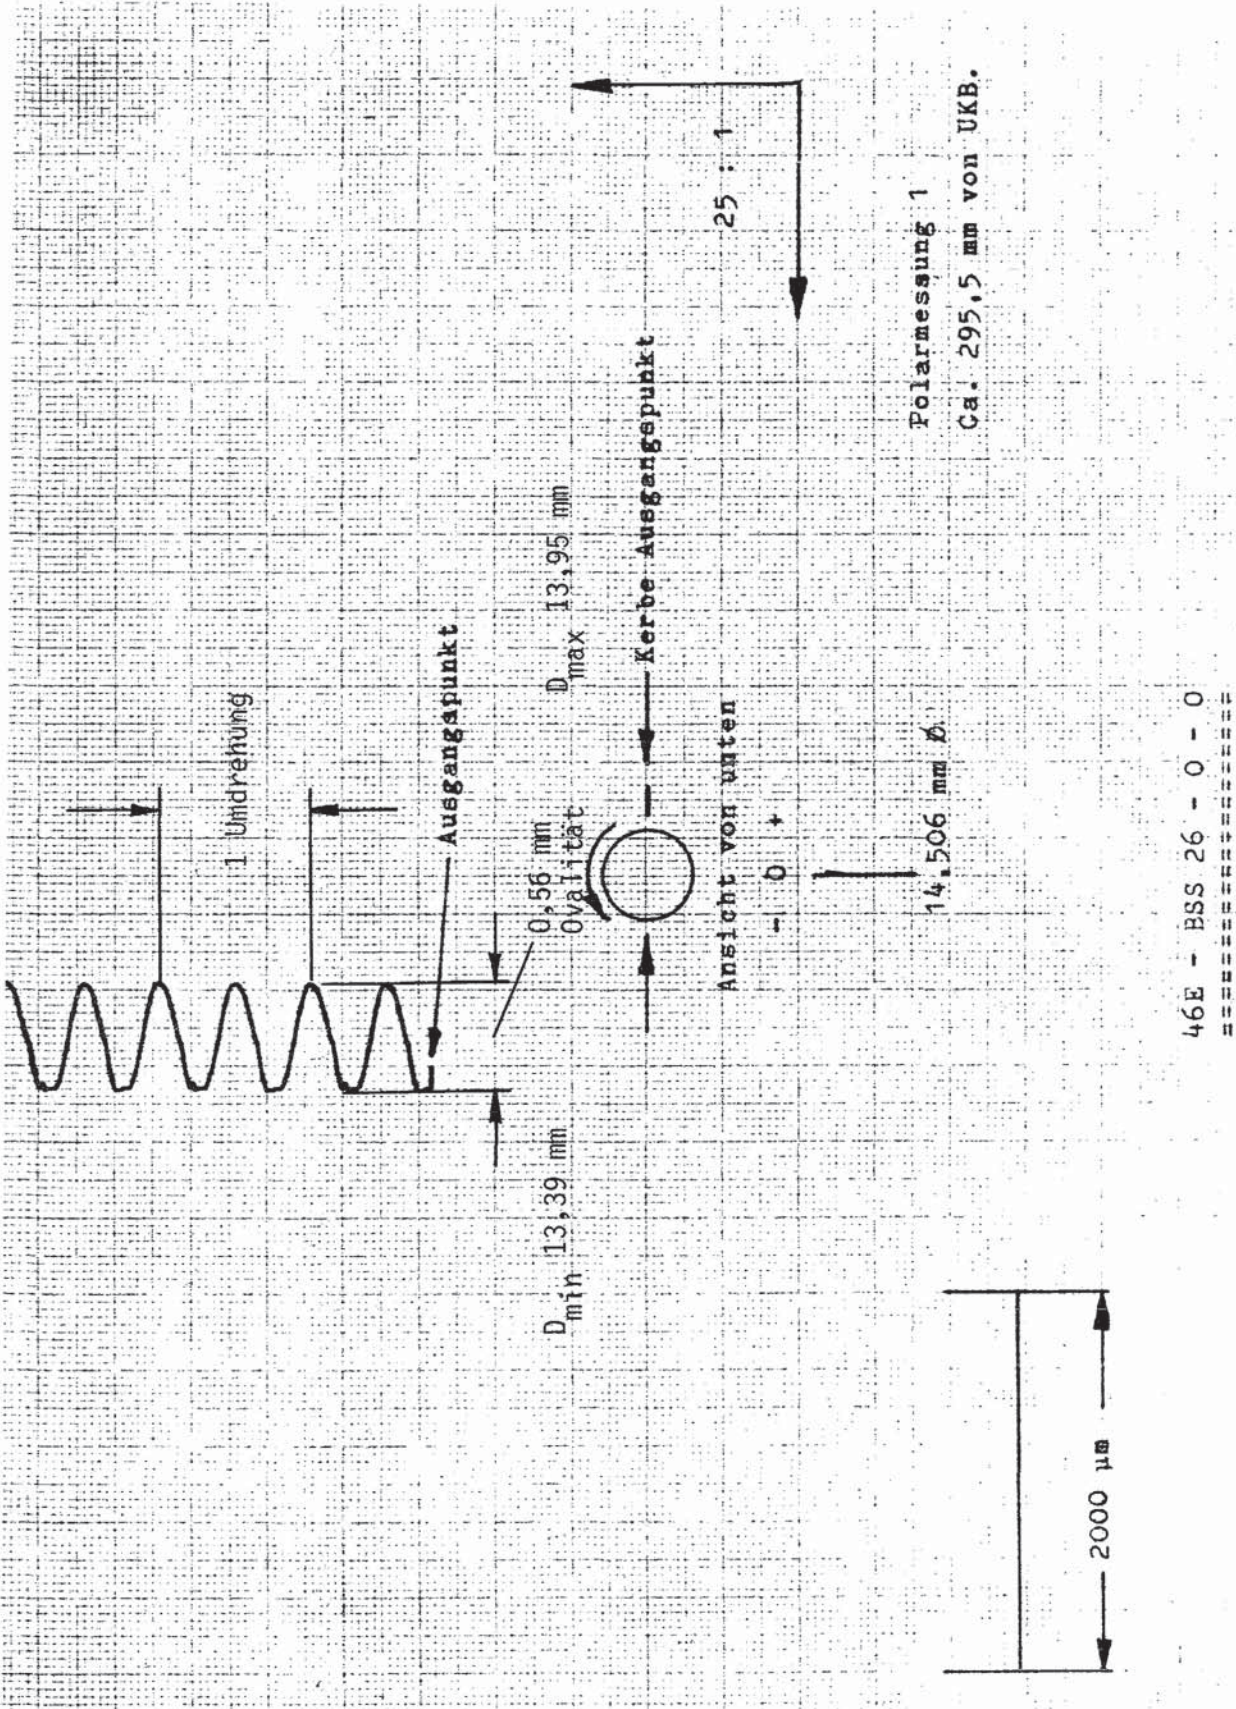 1 Umdrehung
Ausgangspunkt
0,56 mm
Ovalität
D min 13,39 mm
D max 13,95 mm
Kerbe Ausgangspunkt
Ansicht von unten
- 0 +
25 : 1
14,506 mm Ø
Polarmessung 1
Ca. 295,5 mm von UKB.
2000 µm
46E - BSS 26 - 0 - 0
====================